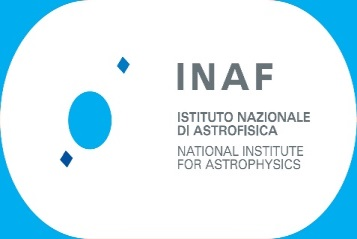 INAF
ISTITUTO NAZIONALE
DI ASTROFISICA
NATIONAL INSTITUTE
FOR ASTROPHYSICS